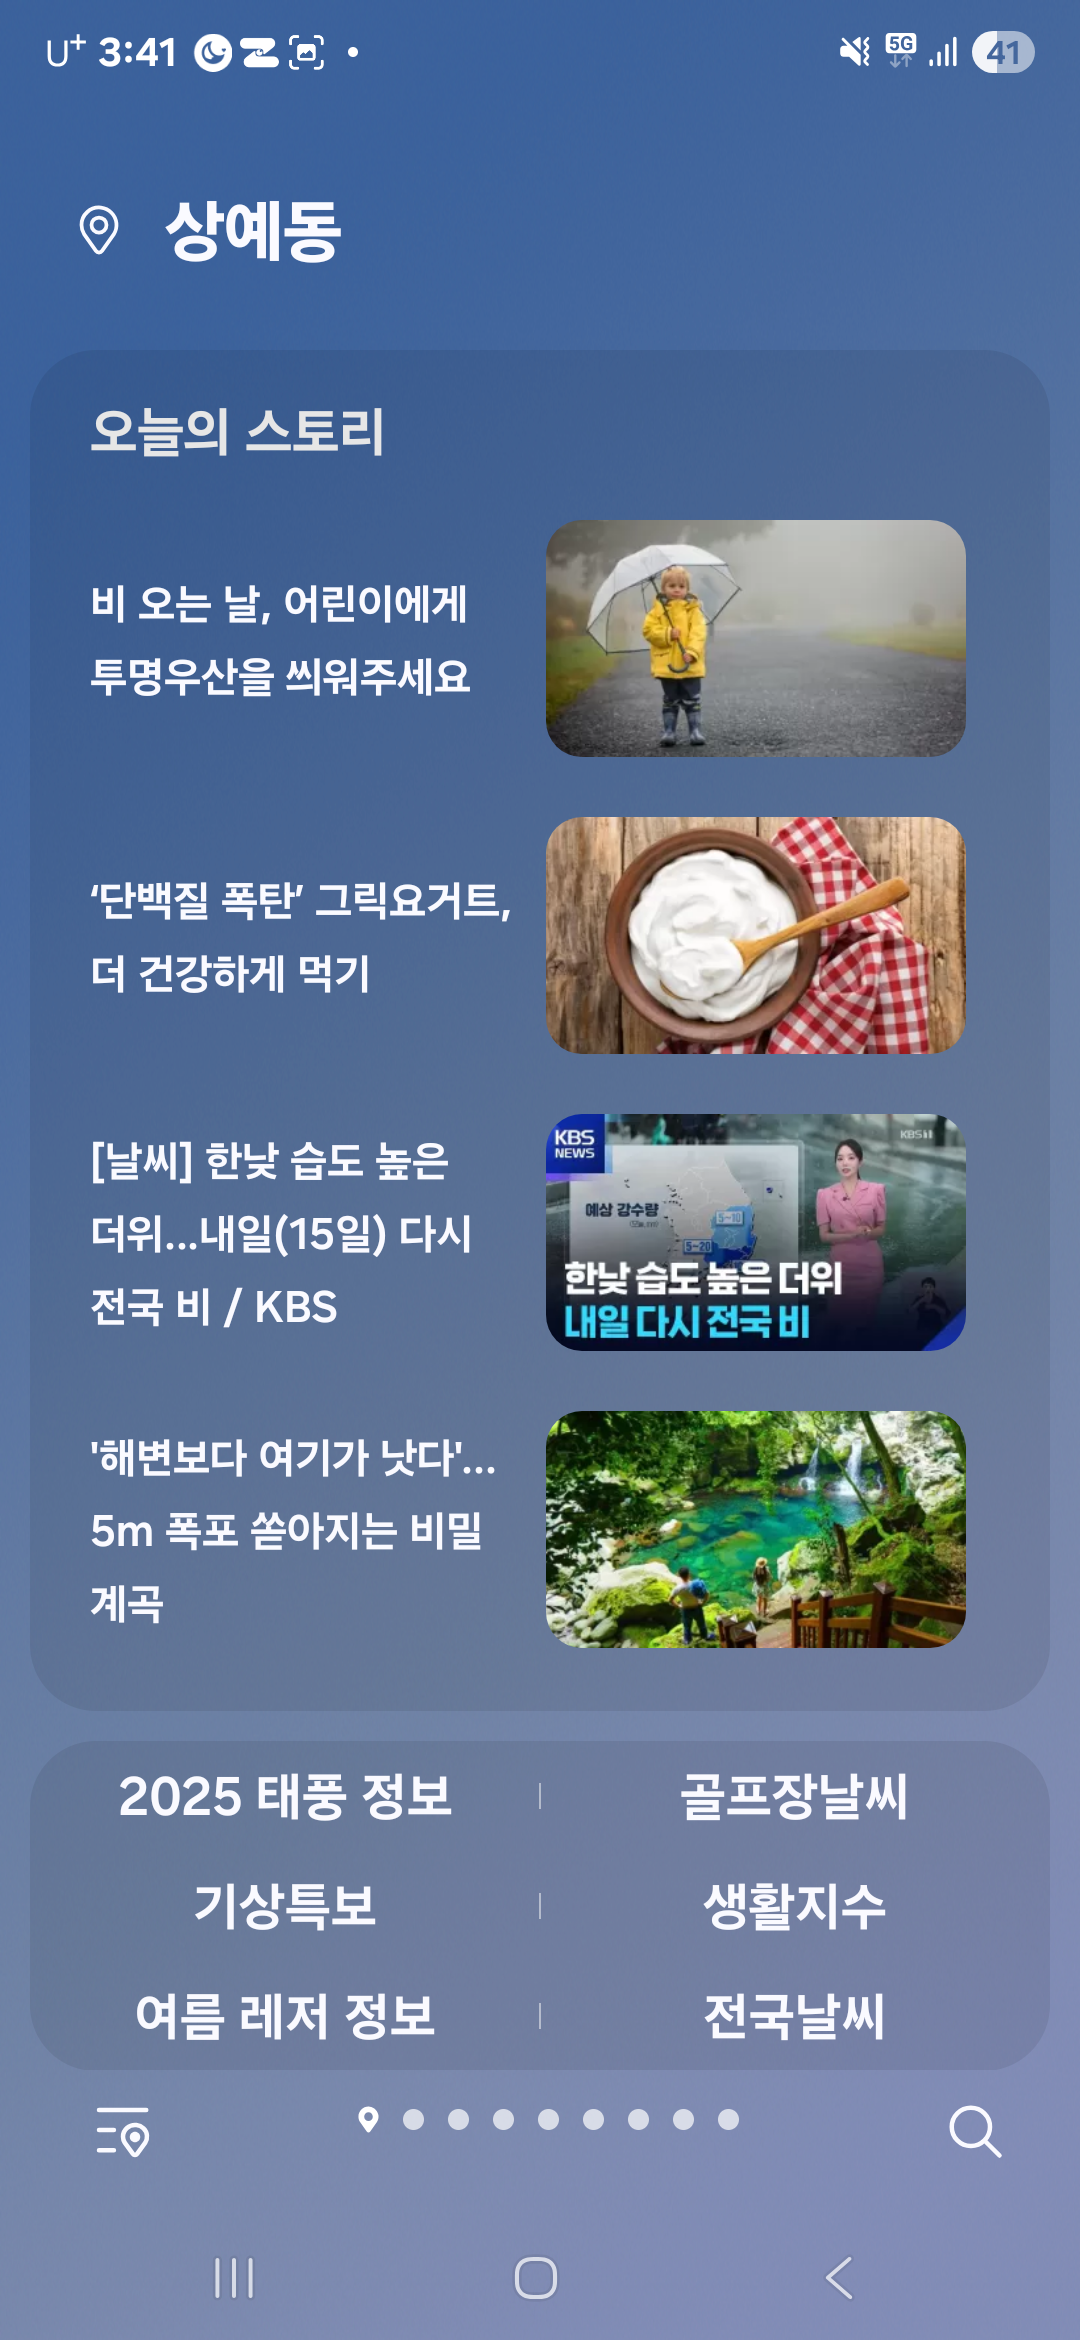 U+ 3:41
5G
41
상예동
오늘의 스토리
비 오는 날, 어린이에게
투명우산을 씌워주세요
‘단백질 폭탄’ 그릭요거트,
더 건강하게 먹기
[날씨] 한낮 습도 높은
더위...내일(15일) 다시
전국 비 / KBS
KBS
NEWS
KBS 1
예상 강수량
5~10
5~20
한낮 습도 높은 더위
내일 다시 전국 비
'해변보다 여기가 낫다'...
5m 폭포 쏟아지는 비밀
계곡
2025 태풍 정보
골프장날씨
기상특보
생활지수
여름 레저 정보
전국날씨